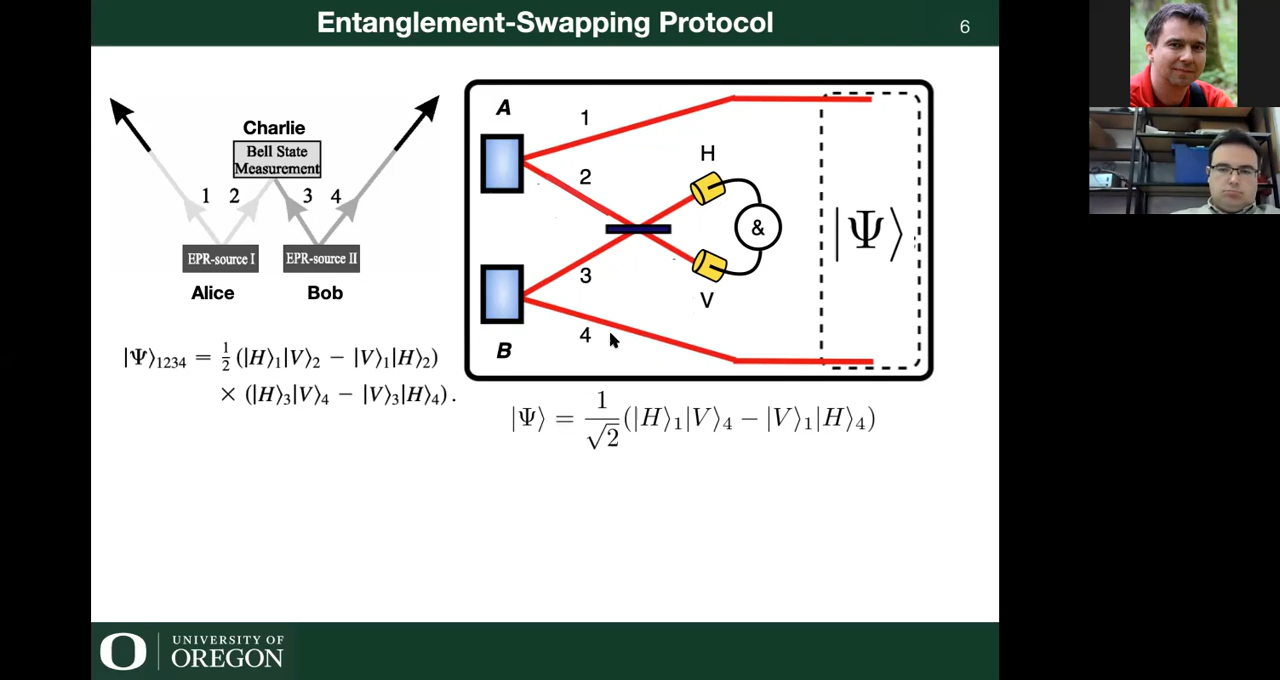 Entanglement-Swapping Protocol
6
Charlie
Bell State
Measurement
1 2 3 4
EPR-source I EPR-source II
Alice Bob
|Ψ⟩₁₂₃₄ = ½ (|H⟩₁|V⟩₂ − |V⟩₁|H⟩₂)
× (|H⟩₃|V⟩₄ − |V⟩₃|H⟩₄).
A
1
H
2
&
|Ψ⟩
3
V
4
B
|Ψ⟩ = 1/√2 (|H⟩₁|V⟩₄ − |V⟩₁|H⟩₄)
O
UNIVERSITY OF
OREGON